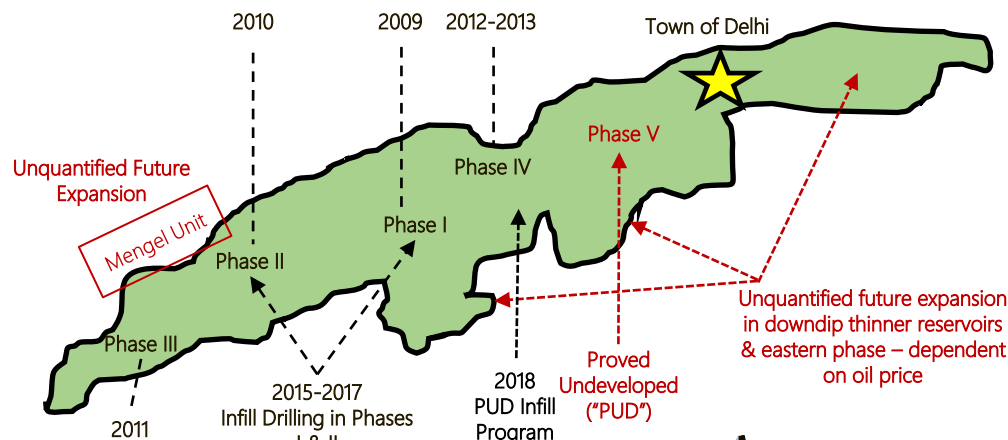 2010
2009
2012-2013
Town of Delhi
Phase V
Unquantified Future
Expansion
Phase IV
Mengel Unit
Phase I
Phase II
Unquantified future expansion
in downdip thinner reservoirs
& eastern phase – dependent
on oil price
Phase III
Proved
Undeveloped
("PUD")
2018
PUD Infill
Program
2015-2017
Infill Drilling in Phases
2011